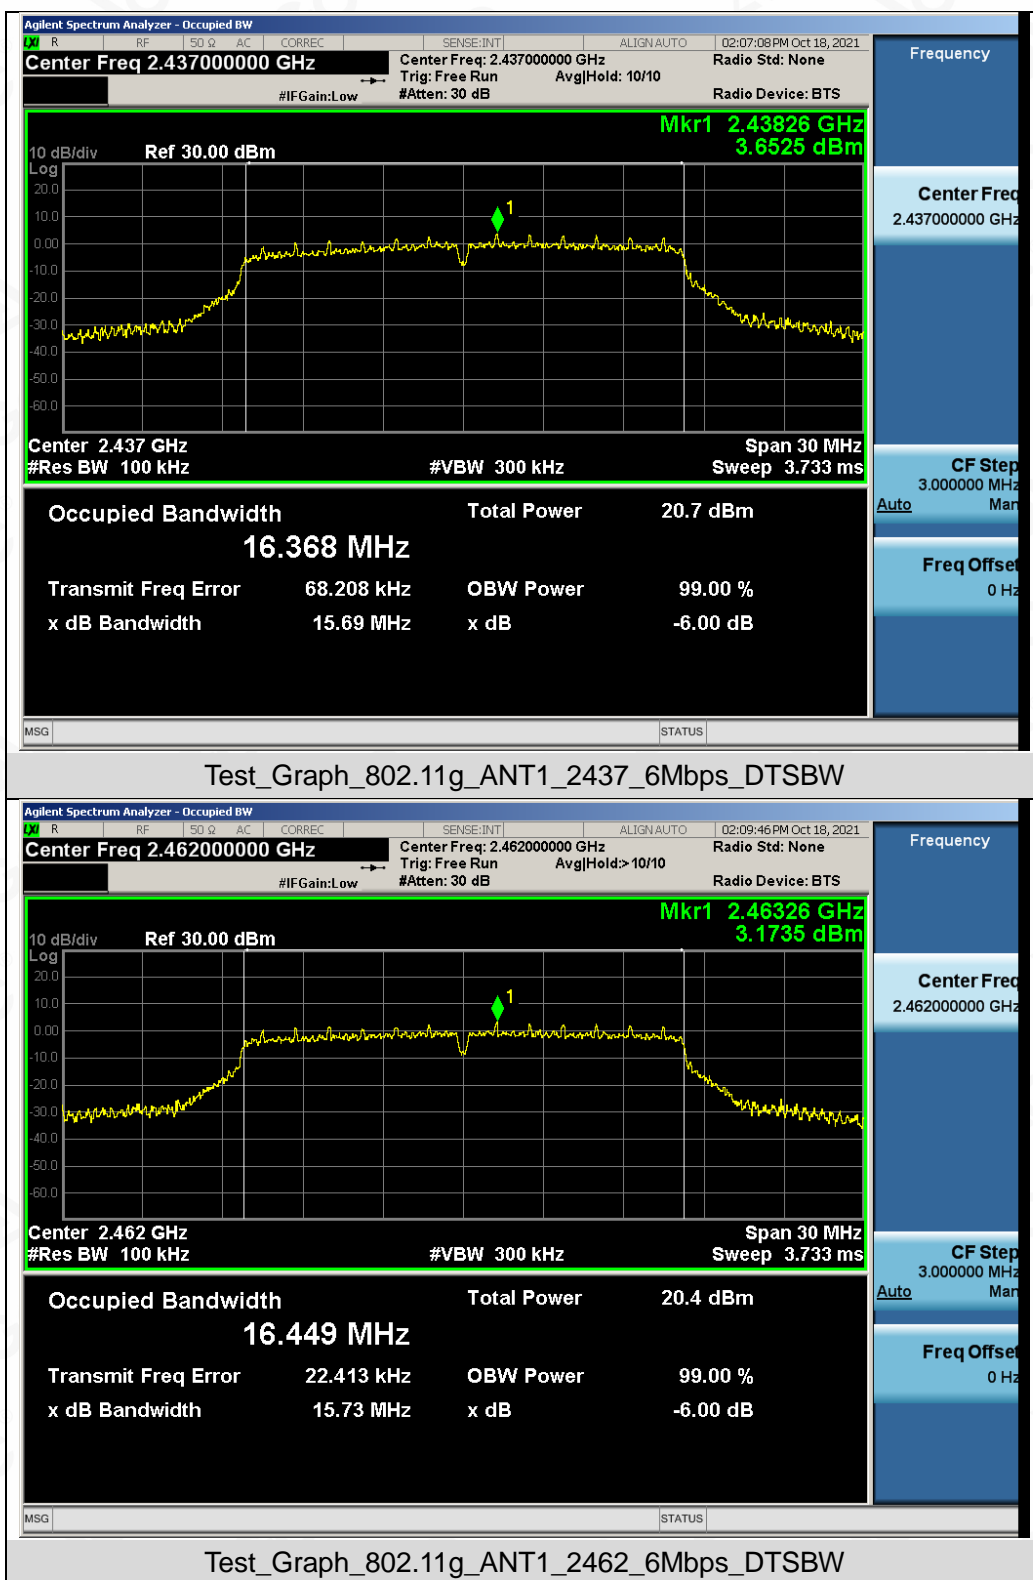 Agilent Spectrum Analyzer - Occupied BW
LXI R RF 50 Ω AC CORREC SENSE:INT ALIGN AUTO 02:07:08 PM Oct 18, 2021
Center Freq 2.437000000 GHz
Center Freq: 2.437000000 GHz Radio Std: None
Trig: Free Run Avg|Hold: 10/10
#IFGain:Low #Atten: 30 dB Radio Device: BTS
Frequency
Mkr1 2.43826 GHz
3.6525 dBm
10 dB/div Ref 30.00 dBm
Log
20.0
10.0
0.00
-10.0
-20.0
-30.0
-40.0
-50.0
-60.0
1
Center Freq
2.437000000 GHz
Center 2.437 GHz Span 30 MHz
#Res BW 100 kHz #VBW 300 kHz Sweep 3.733 ms
CF Step
3.000000 MHz
Auto Man
Occupied Bandwidth Total Power 20.7 dBm
16.368 MHz
Freq Offset
0 Hz
Transmit Freq Error 68.208 kHz OBW Power 99.00 %
x dB Bandwidth 15.69 MHz x dB -6.00 dB
MSG STATUS
Test_Graph_802.11g_ANT1_2437_6Mbps_DTSBW
Agilent Spectrum Analyzer - Occupied BW
LXI R RF 50 Ω AC CORREC SENSE:INT ALIGN AUTO 02:09:46 PM Oct 18, 2021
Center Freq 2.462000000 GHz
Center Freq: 2.462000000 GHz Radio Std: None
Trig: Free Run Avg|Hold:>10/10
#IFGain:Low #Atten: 30 dB Radio Device: BTS
Frequency
Mkr1 2.46326 GHz
3.1735 dBm
10 dB/div Ref 30.00 dBm
Log
20.0
10.0
0.00
-10.0
-20.0
-30.0
-40.0
-50.0
-60.0
1
Center Freq
2.462000000 GHz
Center 2.462 GHz Span 30 MHz
#Res BW 100 kHz #VBW 300 kHz Sweep 3.733 ms
CF Step
3.000000 MHz
Auto Man
Occupied Bandwidth Total Power 20.4 dBm
16.449 MHz
Freq Offset
0 Hz
Transmit Freq Error 22.413 kHz OBW Power 99.00 %
x dB Bandwidth 15.73 MHz x dB -6.00 dB
MSG STATUS
Test_Graph_802.11g_ANT1_2462_6Mbps_DTSBW